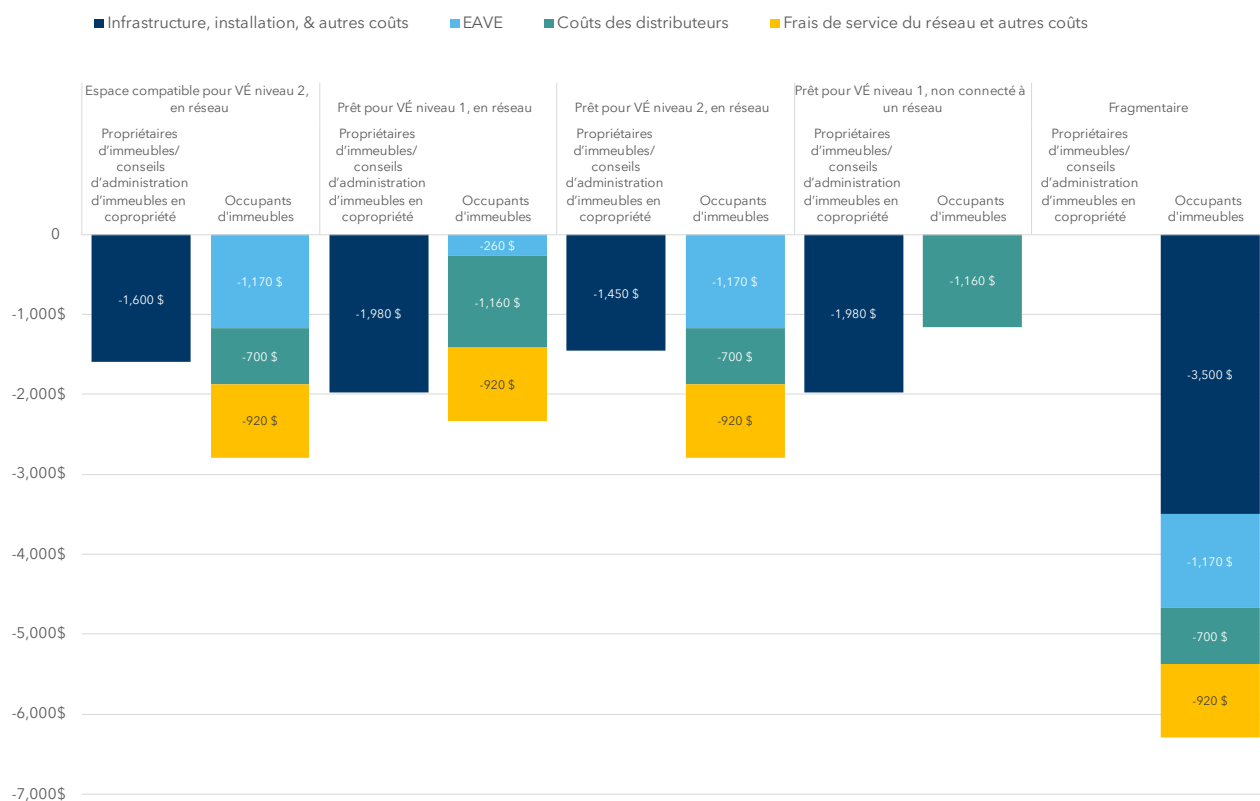 Infrastructure, installation, & autres coûts
EAVE
Coûts des distributeurs
Frais de service du réseau et autres coûts
Espace compatible pour VÉ niveau 2,
en réseau
Prêt pour VÉ niveau 1, en réseau
Prêt pour VÉ niveau 2, en réseau
Prêt pour VÉ niveau 1, non connecté à
un réseau
Fragmentaire
Propriétaires
d'immeubles/
conseils
d'administration
d'immeubles en
copropriété
Occupants
d'immeubles
Propriétaires
d'immeubles/
conseils
d'administration
d'immeubles en
copropriété
Occupants
d'immeubles
Propriétaires
d'immeubles/
conseils
d'administration
d'immeubles en
copropriété
Occupants
d'immeubles
Propriétaires
d'immeubles/
conseils
d'administration
d'immeubles en
copropriété
Occupants
d'immeubles
Propriétaires
d'immeubles/
conseils
d'administration
d'immeubles en
copropriété
Occupants
d'immeubles
0
-1,000$
-2,000$
-3,000$
-4,000$
-5,000$
-6,000$
-7,000$
-1,600 $
-1,170 $
-700 $
-920 $
-1,980 $
-260 $
-1,160 $
-920 $
-1,450 $
-1,170 $
-700 $
-920 $
-1,980 $
-1,160 $
-3,500 $
-1,170 $
-700 $
-920 $